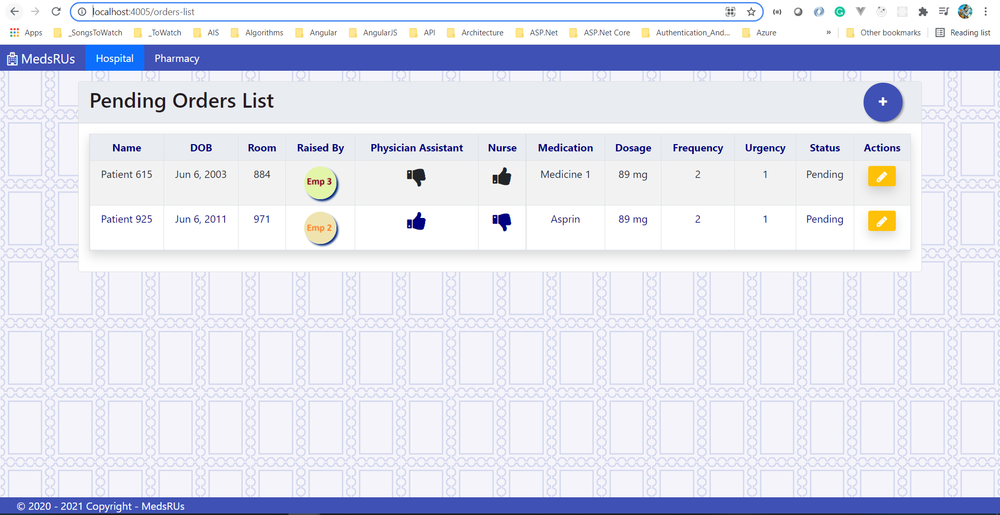 localhost:4005/orders-list
Apps _SongsToWatch _ToWatch AIS Algorithms Angular AngularJS API Architecture ASP.Net ASP.Net Core Authentication_And... Azure » Other bookmarks Reading list
MedsRUs Hospital Pharmacy
Pending Orders List
Name DOB Room Raised By Physician Assistant Nurse Medication Dosage Frequency Urgency Status Actions
Patient 615 Jun 6, 2003 884 Emp 3 Medicine 1 89 mg 2 1 Pending
Patient 925 Jun 6, 2011 971 Emp 2 Asprin 89 mg 2 1 Pending
© 2020 - 2021 Copyright - MedsRUs